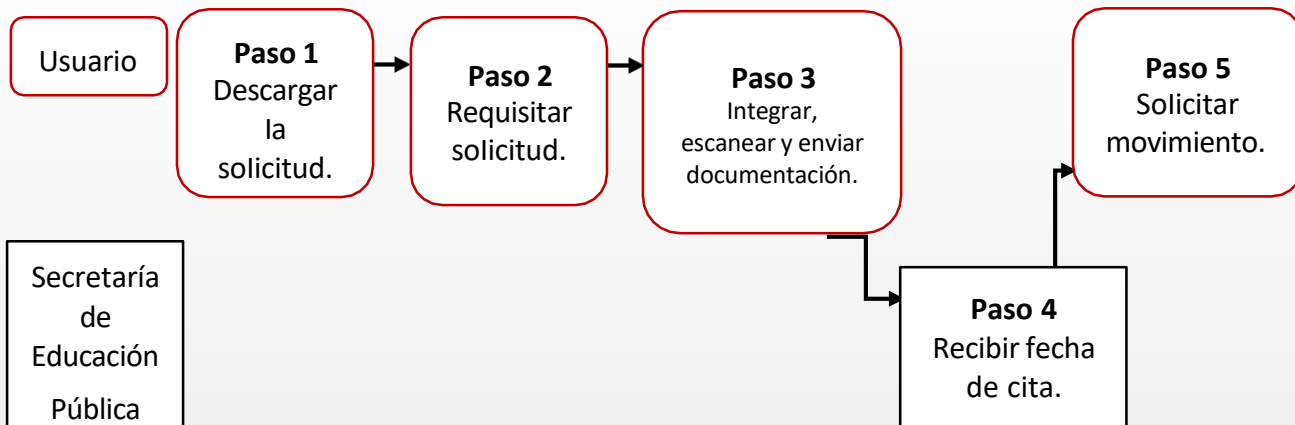 Usuario
Paso 1
Descargar
la
solicitud.
Paso 2
Requisitar
solicitud.
Paso 3
Integrar,
escanear y enviar
documentación.
Paso 5
Solicitar
movimiento.
Secretaría
de
Educación
Pública
Paso 4
Recibir fecha
de cita.